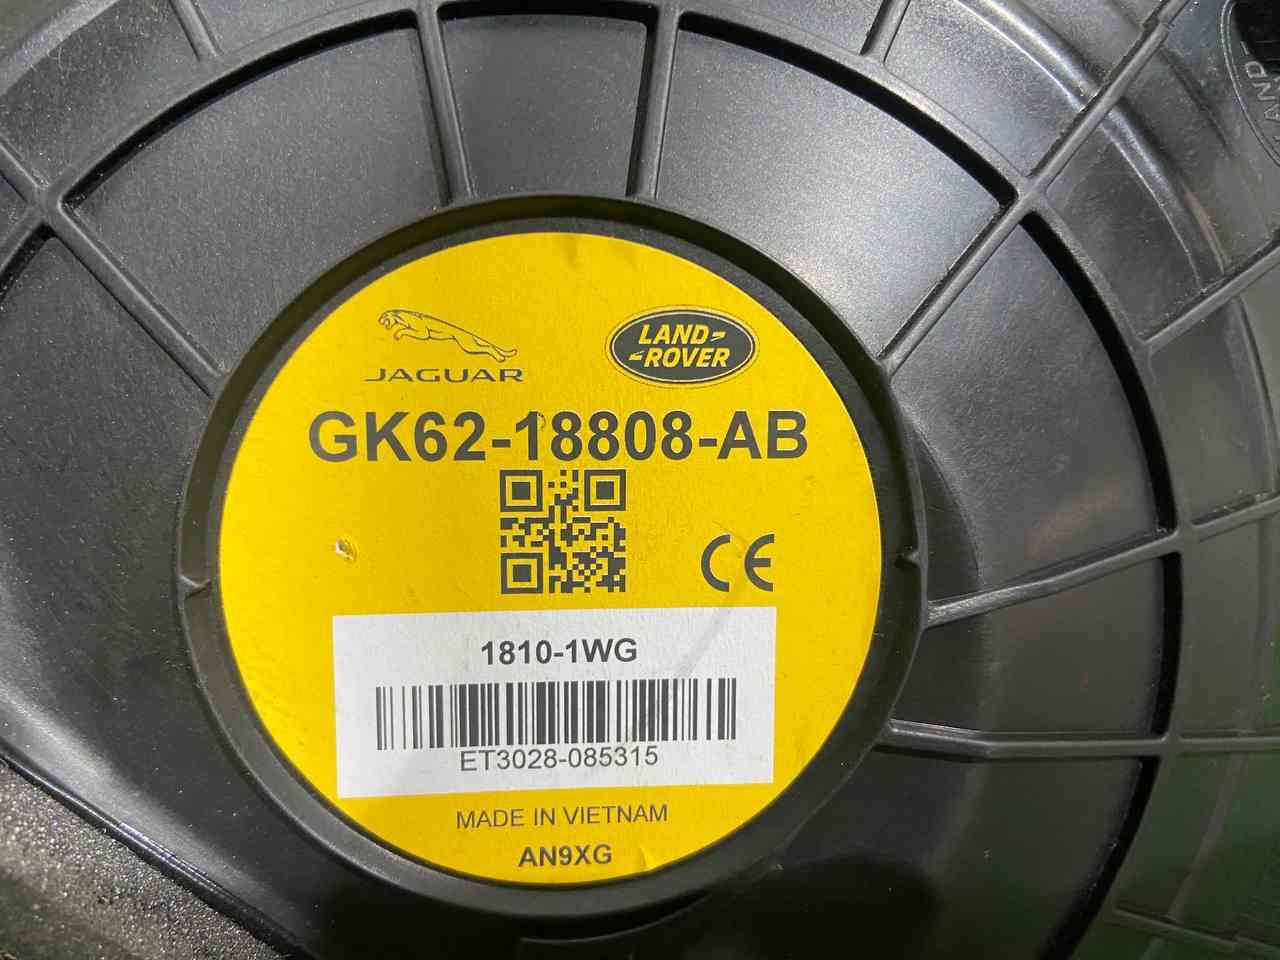 JAGUAR
LAND-
-ROVER
GK62-18808-AB
CE
1810-1WG
ET3028-085315
MADE IN VIETNAM
AN9XG